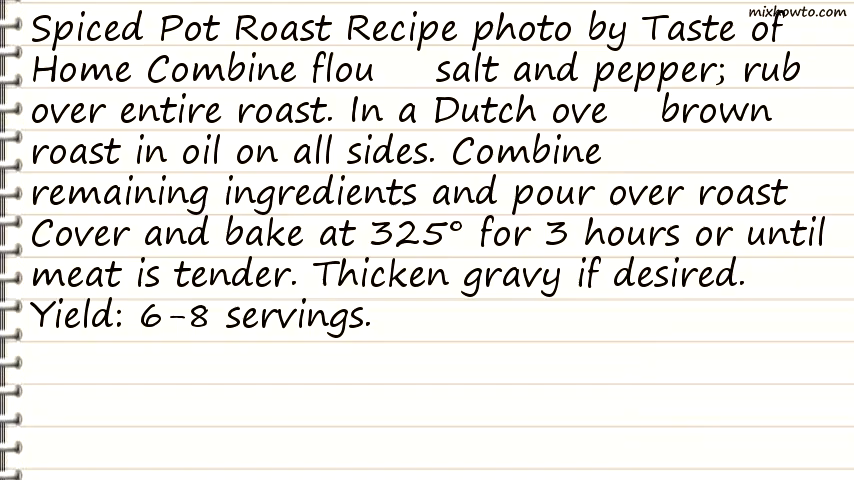 mixhowto.com
Spiced Pot Roast Recipe photo by Taste of
Home Combine flou salt and pepper; rub
over entire roast. In a Dutch ove brown
roast in oil on all sides. Combine
remaining ingredients and pour over roast
Cover and bake at 325° for 3 hours or until
meat is tender. Thicken gravy if desired.
Yield: 6-8 servings.